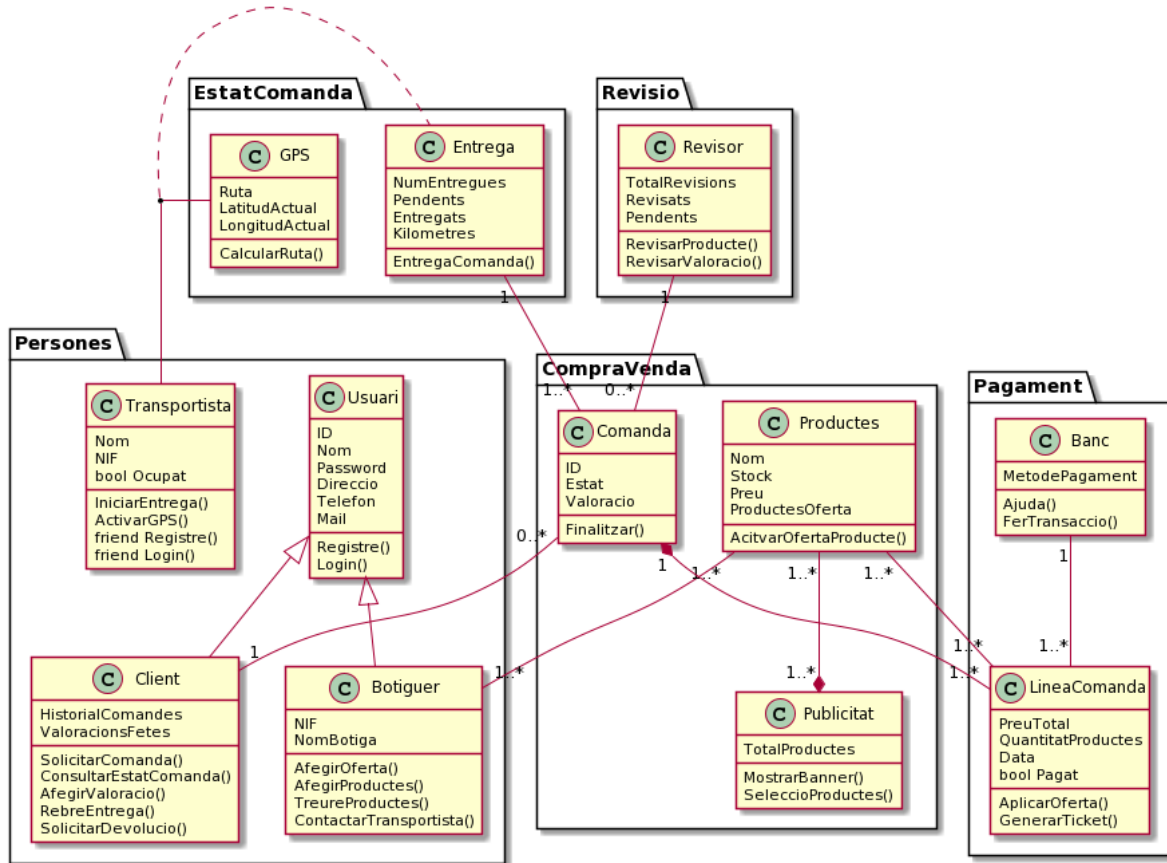 EstatComanda
C GPS
Ruta
LatitudActual
LongitudActual
CalcularRuta()
C Entrega
NumEntregues
Pendents
Entregats
Kilometres
EntregaComanda()
1
Revisio
C Revisor
TotalRevisions
Revisats
Pendents
RevisarProducte()
RevisarValoracio()
1
Persones
C Transportista
Nom
NIF
bool Ocupat
IniciarEntrega()
ActivarGPS()
friend Registre()
friend Login()
C Usuari
ID
Nom
Password
Direccio
Telefon
Mail
Registre()
Login()
C Client
HistorialComandes
ValoracionsFetes
SolicitarComanda()
ConsultarEstatComanda()
AfegirValoracio()
RebreEntrega()
SolicitarDevolucio()
1
C Botiguer
NIF
NomBotiga
AfegirOferta()
AfegirProductes()
TreureProductes()
ContactarTransportista()
1..*
CompraVenda
1..*
0..*
C Comanda
ID
Estat
Valoracio
Finalitzar()
0..*
1
C Productes
Nom
Stock
Preu
ProductesOferta
AcitvarOfertaProducte()
1..*
1..*
1..*
1..*
C Publicitat
TotalProductes
MostrarBanner()
SeleccioProductes()
Pagament
C Banc
MetodePagament
Ajuda()
FerTransaccio()
1
1..*
1..*
1..*
C LineaComanda
PreuTotal
QuantitatProductes
Data
bool Pagat
AplicarOferta()
GenerarTicket()